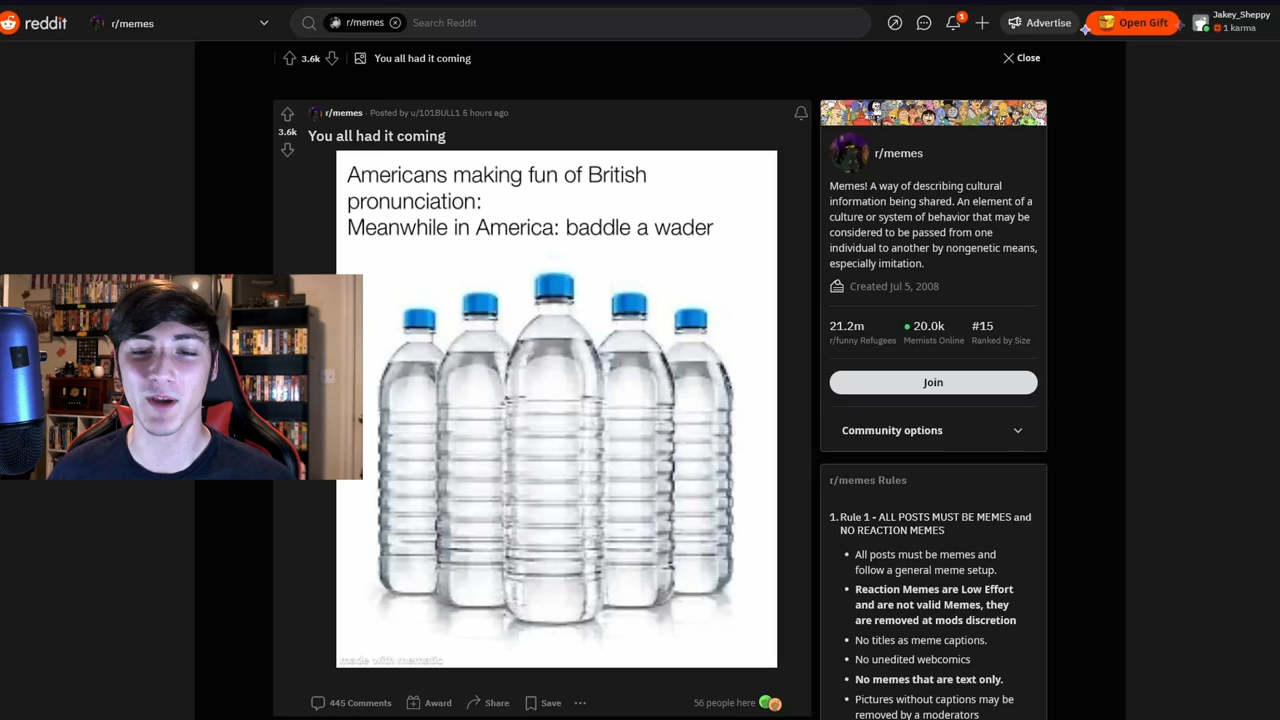 reddit
r/memes
r/memes
Search Reddit
1
Advertise
Open Gift
Jakey_Sheppy
1 karma
3.6k
You all had it coming
Close
r/memes · Posted by u/101BULL1 5 hours ago
3.6k
You all had it coming
Americans making fun of British
pronunciation:
Meanwhile in America: baddle a wader
made with mematic
445 Comments
Award
Share
Save
56 people here
r/memes
Memes! A way of describing cultural
information being shared. An element of a
culture or system of behavior that may be
considered to be passed from one
individual to another by nongenetic means,
especially imitation.
Created Jul 5, 2008
21.2m
20.0k
#15
r/funny Refugees
Memists Online
Ranked by Size
Join
Community options
r/memes Rules
1. Rule 1 - ALL POSTS MUST BE MEMES and
NO REACTION MEMES
• All posts must be memes and
follow a general meme setup.
• Reaction Memes are Low Effort
and are not valid Memes, they
are removed at mods discretion
• No titles as meme captions.
• No unedited webcomics
• No memes that are text only.
• Pictures without captions may be
removed by a moderators